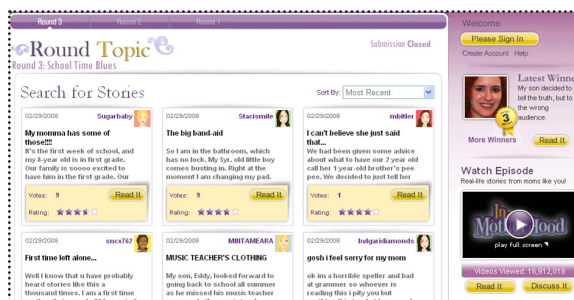 Round 3
Round 2
Round 1
Round Topic
Submission Closed
Round 3: School Time Blues
Search for Stories
Sort By: Most Recent
02/29/2008 Sugarbaby
My momma has some of
those!!!!
It's the first week of school, and
my 8-year old is in first grade.
Our family is soooo excited to
have him in the first grade. Our
Votes: 9 Read It
Rating:
02/29/2008 Stacismile
The big band-aid
So I am in the bathroom, which
has no lock. My 5yr. old little boy
comes busting in. Right at the
moment I am changing my pad.
Votes: 9 Read It
Rating:
02/29/2008 mbitler
I can't believe she just said
that...
We had been given some advice
about what to have our 2 year old
call her 1 year-old brother's pee
pee. We decided to just tell her
Votes: 1 Read It
Rating:
02/29/2008 sncx762
First time left alone...
Well I know that u have probably
heard stories like this a
thousand times. I am a first time
02/29/2008 MIIITAMEARA
MUSIC TEACHER'S CLOTHING
My son, Eddy, looked forward to
going back to school all summer
as he missed his music teacher
02/29/2008 bvlgaridiamonds
gosh i feel sorry for my mom
ok im a horrible speller and bad
at grammer so whoever is
reading this i pity you but
Welcome
Please Sign In
Create Account Help
Latest Winne
My son decided to
tell the truth, but to
the wrong
audience.
3
More Winners Read It
Watch Episode
Real-life stories from moms like you!
In the
Motherhood
play full screen
Videos Viewed: 16,912,018
Read It Discuss It